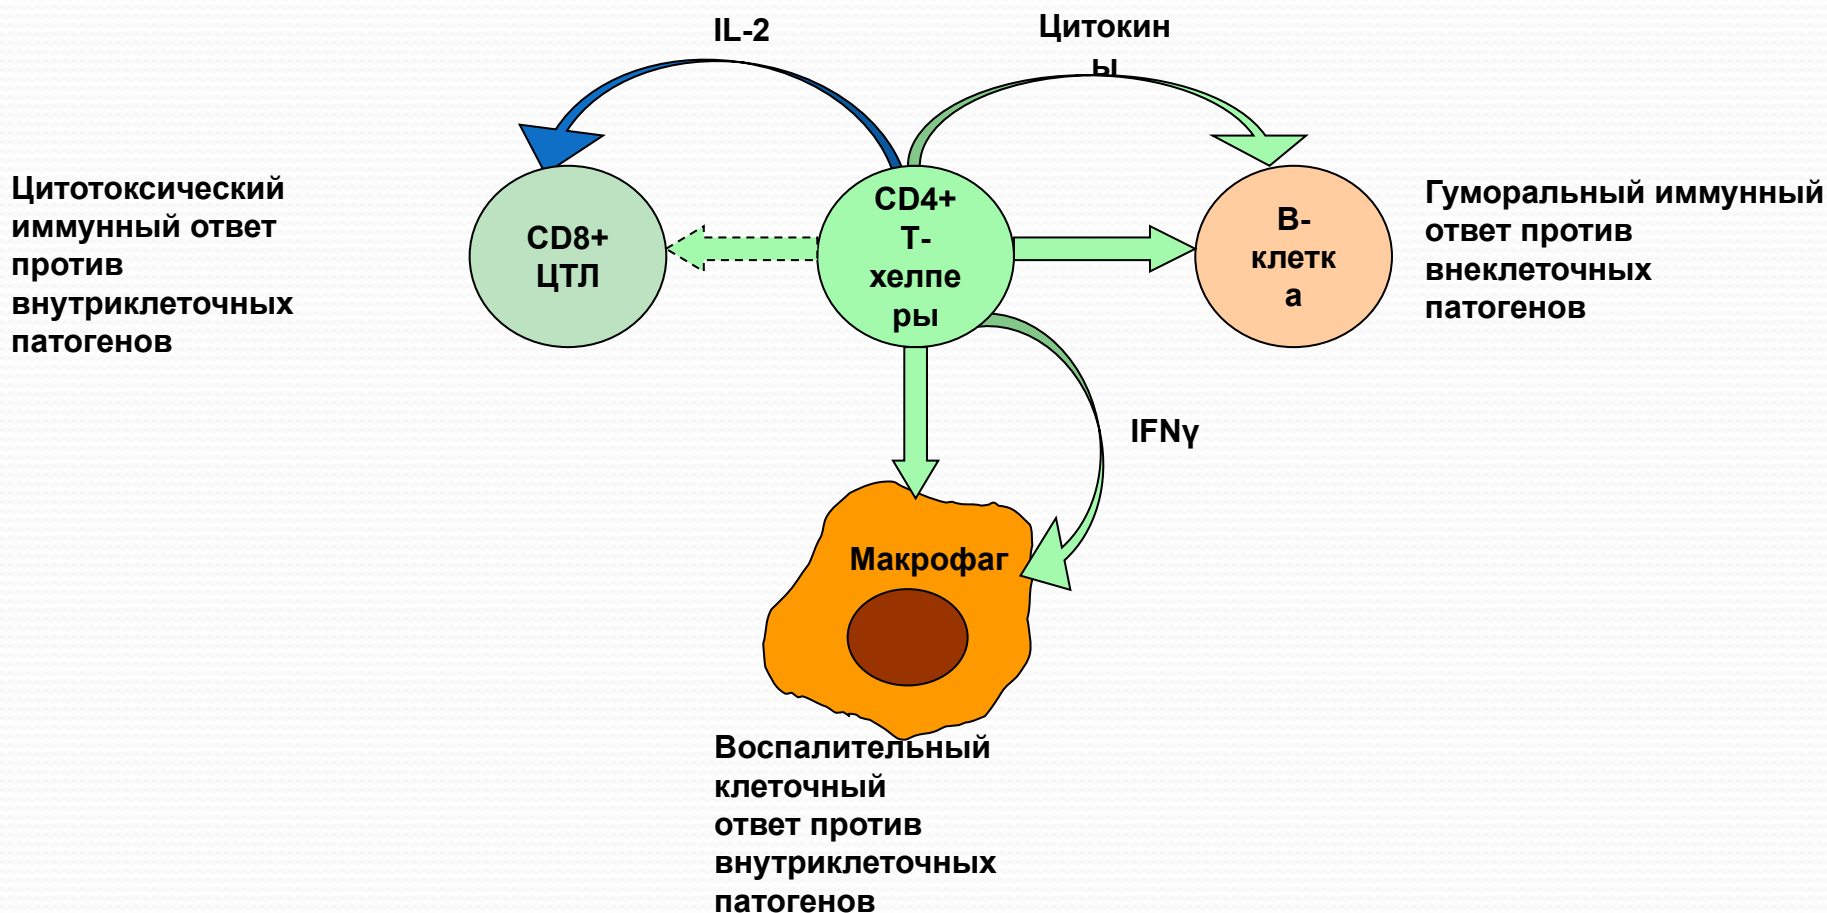 IL-2
Цитокин
ы
Цитотоксический
иммунный ответ
против
внутриклеточных
патогенов
CD8+
ЦТЛ
CD4+
Т-
хелпе
ры
В-
клетк
а
Гуморальный иммунный
ответ против
внеклеточных
патогенов
IFNγ
Макрофаг
Воспалительный
клеточный
ответ против
внутриклеточных
патогенов